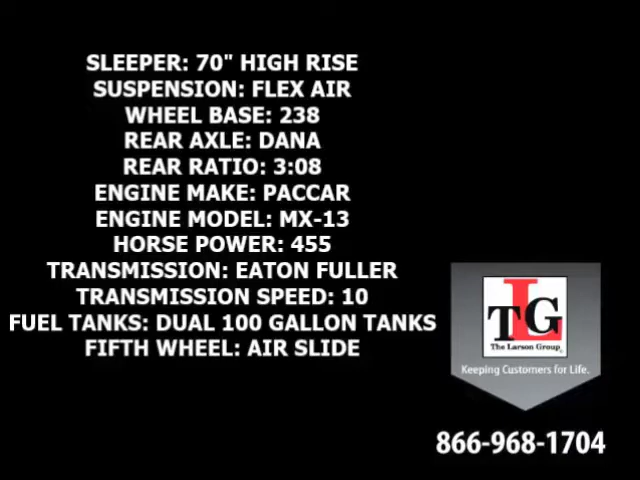 SLEEPER: 70" HIGH RISE
SUSPENSION: FLEX AIR
WHEEL BASE: 238
REAR AXLE: DANA
REAR RATIO: 3:08
ENGINE MAKE: PACCAR
ENGINE MODEL: MX-13
HORSE POWER: 455
TRANSMISSION: EATON FULLER
TRANSMISSION SPEED: 10
FUEL TANKS: DUAL 100 GALLON TANKS
FIFTH WHEEL: AIR SLIDE
TLG
The Larson Group
Keeping Customers for Life.
866-968-1704